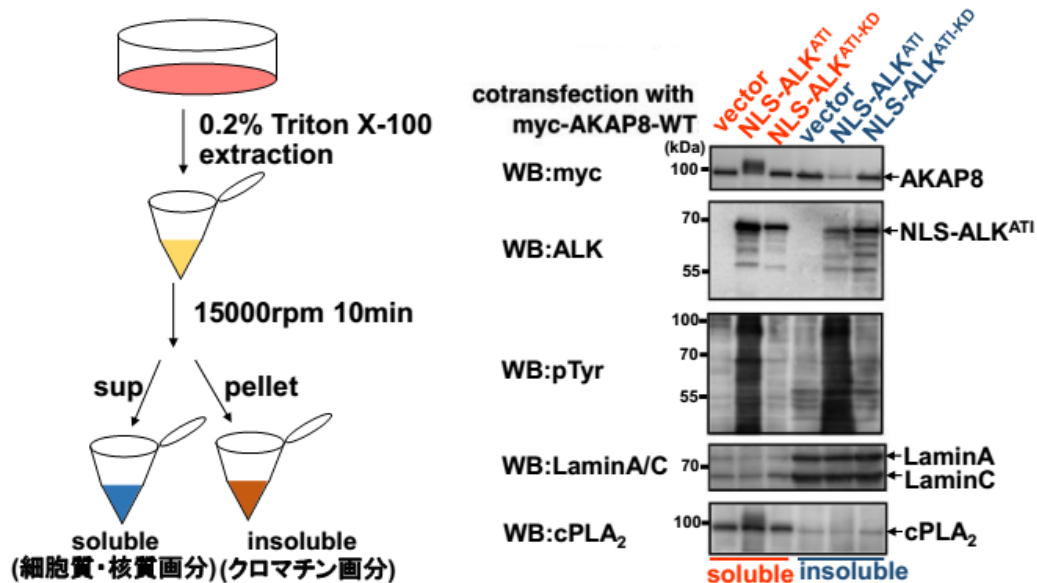 0.2% Triton X-100
extraction
15000rpm 10min
sup
pellet
soluble
(細胞質・核質画分)
insoluble
(クロマチン画分)
cotransfection with
myc-AKAP8-WT
(kDa)
vector
NLS-ALKᴬᵀᴵ
NLS-ALKᴬᵀᴵ⁻ᴷᴰ
vector
NLS-ALKᴬᵀᴵ
NLS-ALKᴬᵀᴵ⁻ᴷᴰ
WB:myc
100
AKAP8
WB:ALK
70
55
NLS-ALKᴬᵀᴵ
WB:pTyr
100
70
55
WB:LaminA/C
70
LaminA
LaminC
WB:cPLA₂
100
cPLA₂
soluble
insoluble